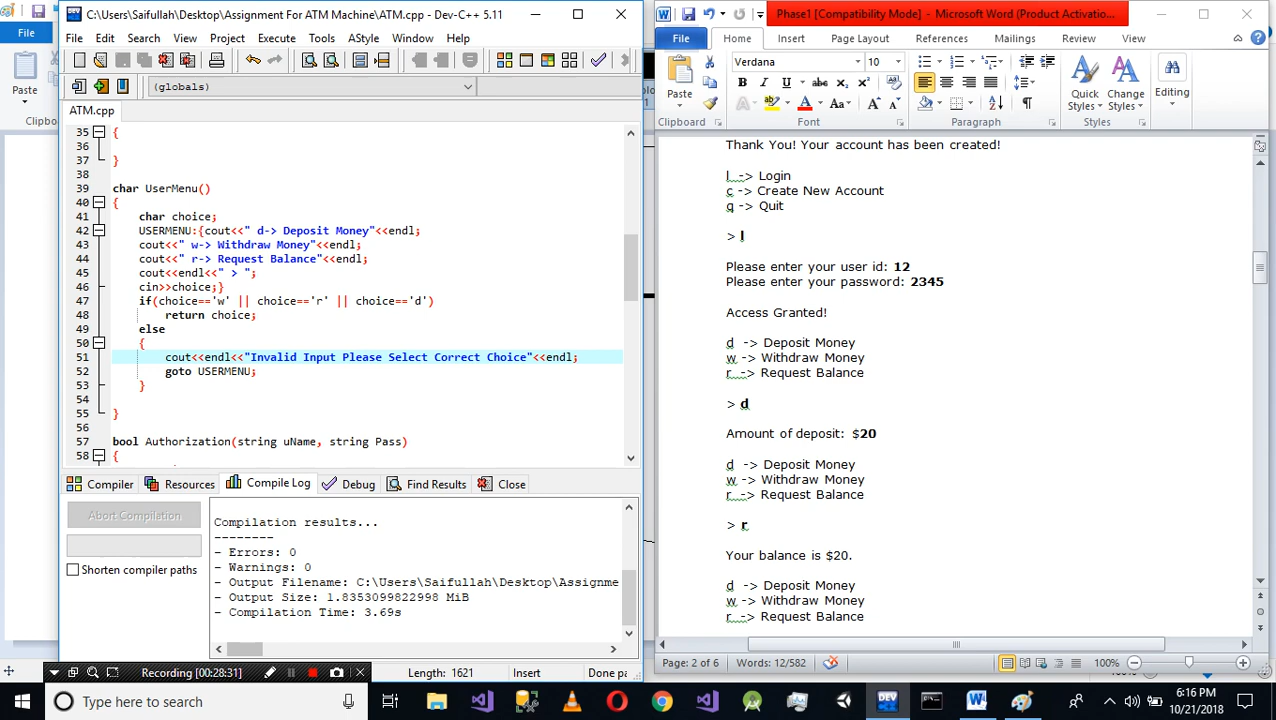 C:\Users\Saifullah\Desktop\Assignment For ATM Machine\ATM.cpp - Dev-C++ 5.11
File Edit Search View Project Execute Tools AStyle Window Help
(globals)
ATM.cpp
35 {
36
37 }
38
39 char UserMenu()
40 {
41 char choice;
42 USERMENU:{cout<<" d-> Deposit Money"<<endl;
43 cout<<" w-> Withdraw Money"<<endl;
44 cout<<" r-> Request Balance"<<endl;
45 cout<<endl<<" > ";
46 cin>>choice;}
47 if(choice=='w' || choice=='r' || choice=='d')
48 return choice;
49 else
50 {
51 cout<<endl<<"Invalid Input Please Select Correct Choice"<<endl;
52 goto USERMENU;
53 }
54
55 }
56
57 bool Authorization(string uName, string Pass)
58 {
Compiler Resources Compile Log Debug Find Results Close
Abort Compilation
Shorten compiler paths
Compilation results...
--------
- Errors: 0
- Warnings: 0
- Output Filename: C:\Users\Saifullah\Desktop\Assignme
- Output Size: 1.8353099822998 MiB
- Compilation Time: 3.69s
Recording [00:28:31]
Length: 1621 Insert Done pa
File
Paste
Clipb
Phase1 [Compatibility Mode] - Microsoft Word (Product Activatio...
File Home Insert Page Layout References Mailings Review View
Paste
Verdana 10
B I U abc x₂ x²
A Aa A A
Quick Styles
Change Styles
Editing
Clipboard Font Paragraph Styles
Thank You! Your account has been created!
l -> Login
c -> Create New Account
q -> Quit
> l
Please enter your user id: 12
Please enter your password: 2345
Access Granted!
d -> Deposit Money
w -> Withdraw Money
r -> Request Balance
> d
Amount of deposit: $20
d -> Deposit Money
w -> Withdraw Money
r -> Request Balance
> r
Your balance is $20.
d -> Deposit Money
w -> Withdraw Money
r -> Request Balance
Page: 2 of 6 Words: 12/582 100%
Type here to search
6:16 PM
10/21/2018